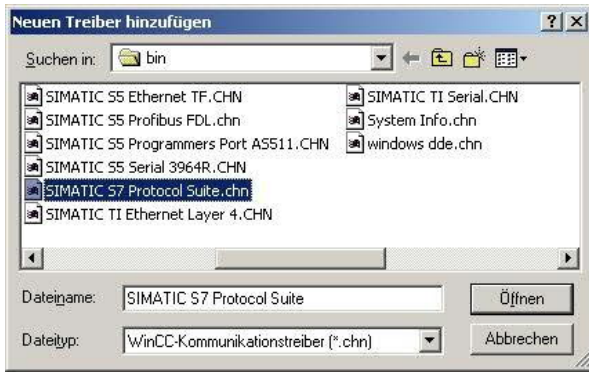 Neuen Treiber hinzufügen
Suchen in: bin
SIMATIC S5 Ethernet TF.CHN
SIMATIC S5 Profibus FDL.chn
SIMATIC S5 Programmers Port AS511.CHN
SIMATIC S5 Serial 3964R.CHN
SIMATIC S7 Protocol Suite.chn
SIMATIC TI Ethernet Layer 4.CHN
SIMATIC TI Serial.CHN
System Info.chn
windows dde.chn
Dateiname: SIMATIC S7 Protocol Suite
Öffnen
Dateityp: WinCC-Kommunikationstreiber (*.chn)
Abbrechen